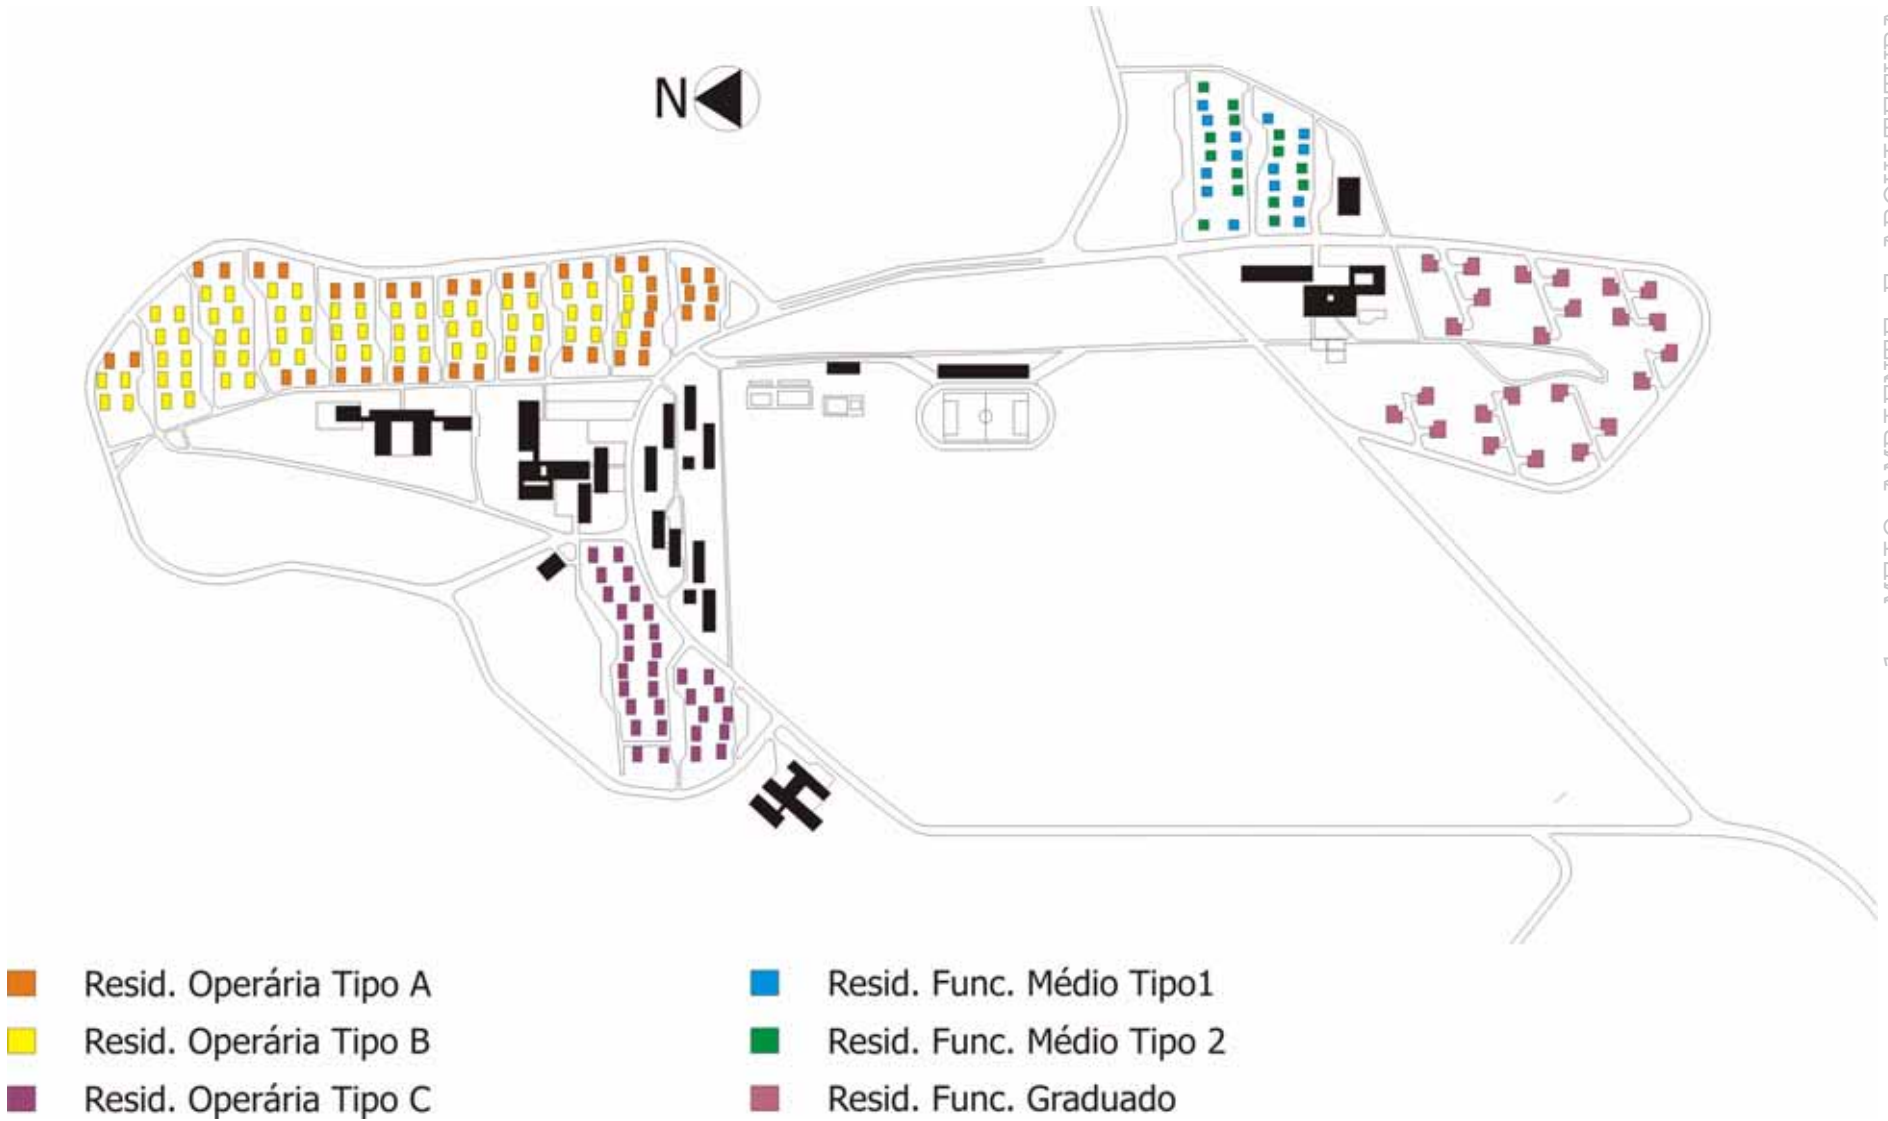 N
Resid. Operária Tipo A
Resid. Operária Tipo B
Resid. Operária Tipo C
Resid. Func. Médio Tipo1
Resid. Func. Médio Tipo 2
Resid. Func. Graduado